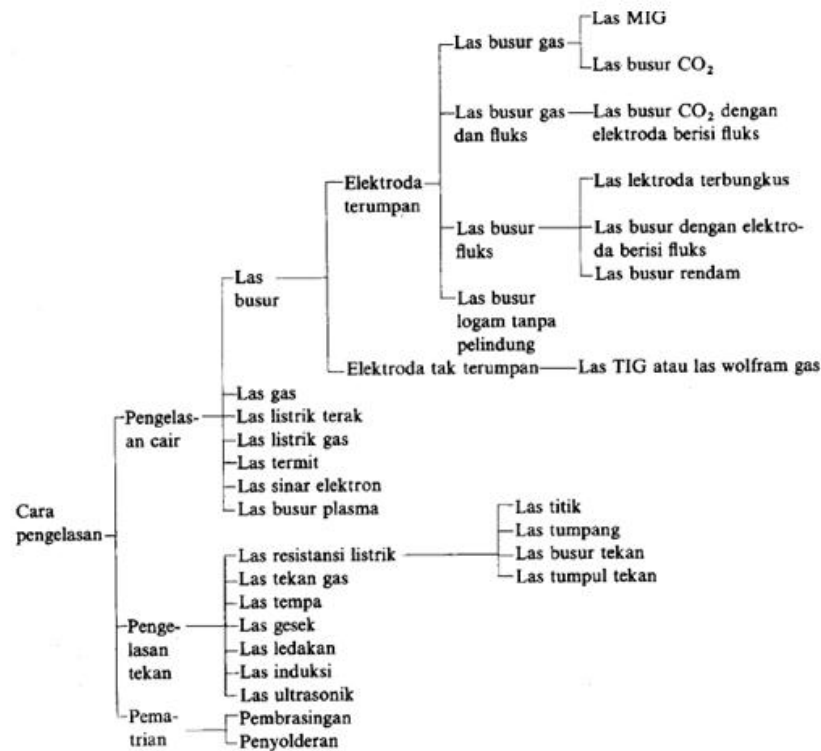 Las MIG
Las busur gas
Las busur CO₂
Las busur gas
dan fluks
Las busur CO₂ dengan
elektroda berisi fluks
Elektroda
terumpan
Las lektroda terbungkus
Las busur
fluks
Las busur dengan elektro-
da berisi fluks
Las busur rendam
Las
busur
Las busur
logam tanpa
pelindung
Elektroda tak terumpan
Las TIG atau las wolfram gas
Pengelas-
an cair
Las gas
Las listrik terak
Las listrik gas
Las termit
Las sinar elektron
Las busur plasma
Cara
pengelasan
Las titik
Las tumpang
Las busur tekan
Las tumpul tekan
Las resistansi listrik
Las tekan gas
Las tempa
Las gesek
Las ledakan
Las induksi
Las ultrasonik
Penge-
lasan
tekan
Pema-
trian
Pembrasingan
Penyolderan